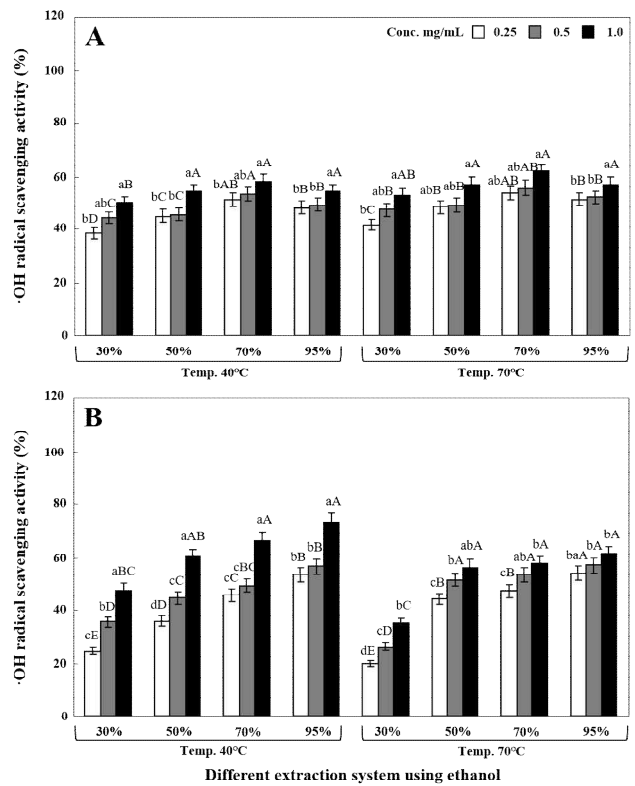 120
A
Conc. mg/mL 0.25 0.5 1.0
100
80
60
40
20
0
·OH radical scavenging activity (%)
bD abC aB bC bC aA bAB abA aA bB bB aA bC abB aAB abB abB aA abAB abAB aA bB bB aA
30% 50% 70% 95% 30% 50% 70% 95%
Temp. 40°C Temp. 70°C
120
B
100
80
60
40
20
0
·OH radical scavenging activity (%)
cE bD aBC dD cC aAB cC cBC aA bB bB aA dE cD bC cB bA abA cB abA bA baA bA bA
30% 50% 70% 95% 30% 50% 70% 95%
Temp. 40°C Temp. 70°C
Different extraction system using ethanol